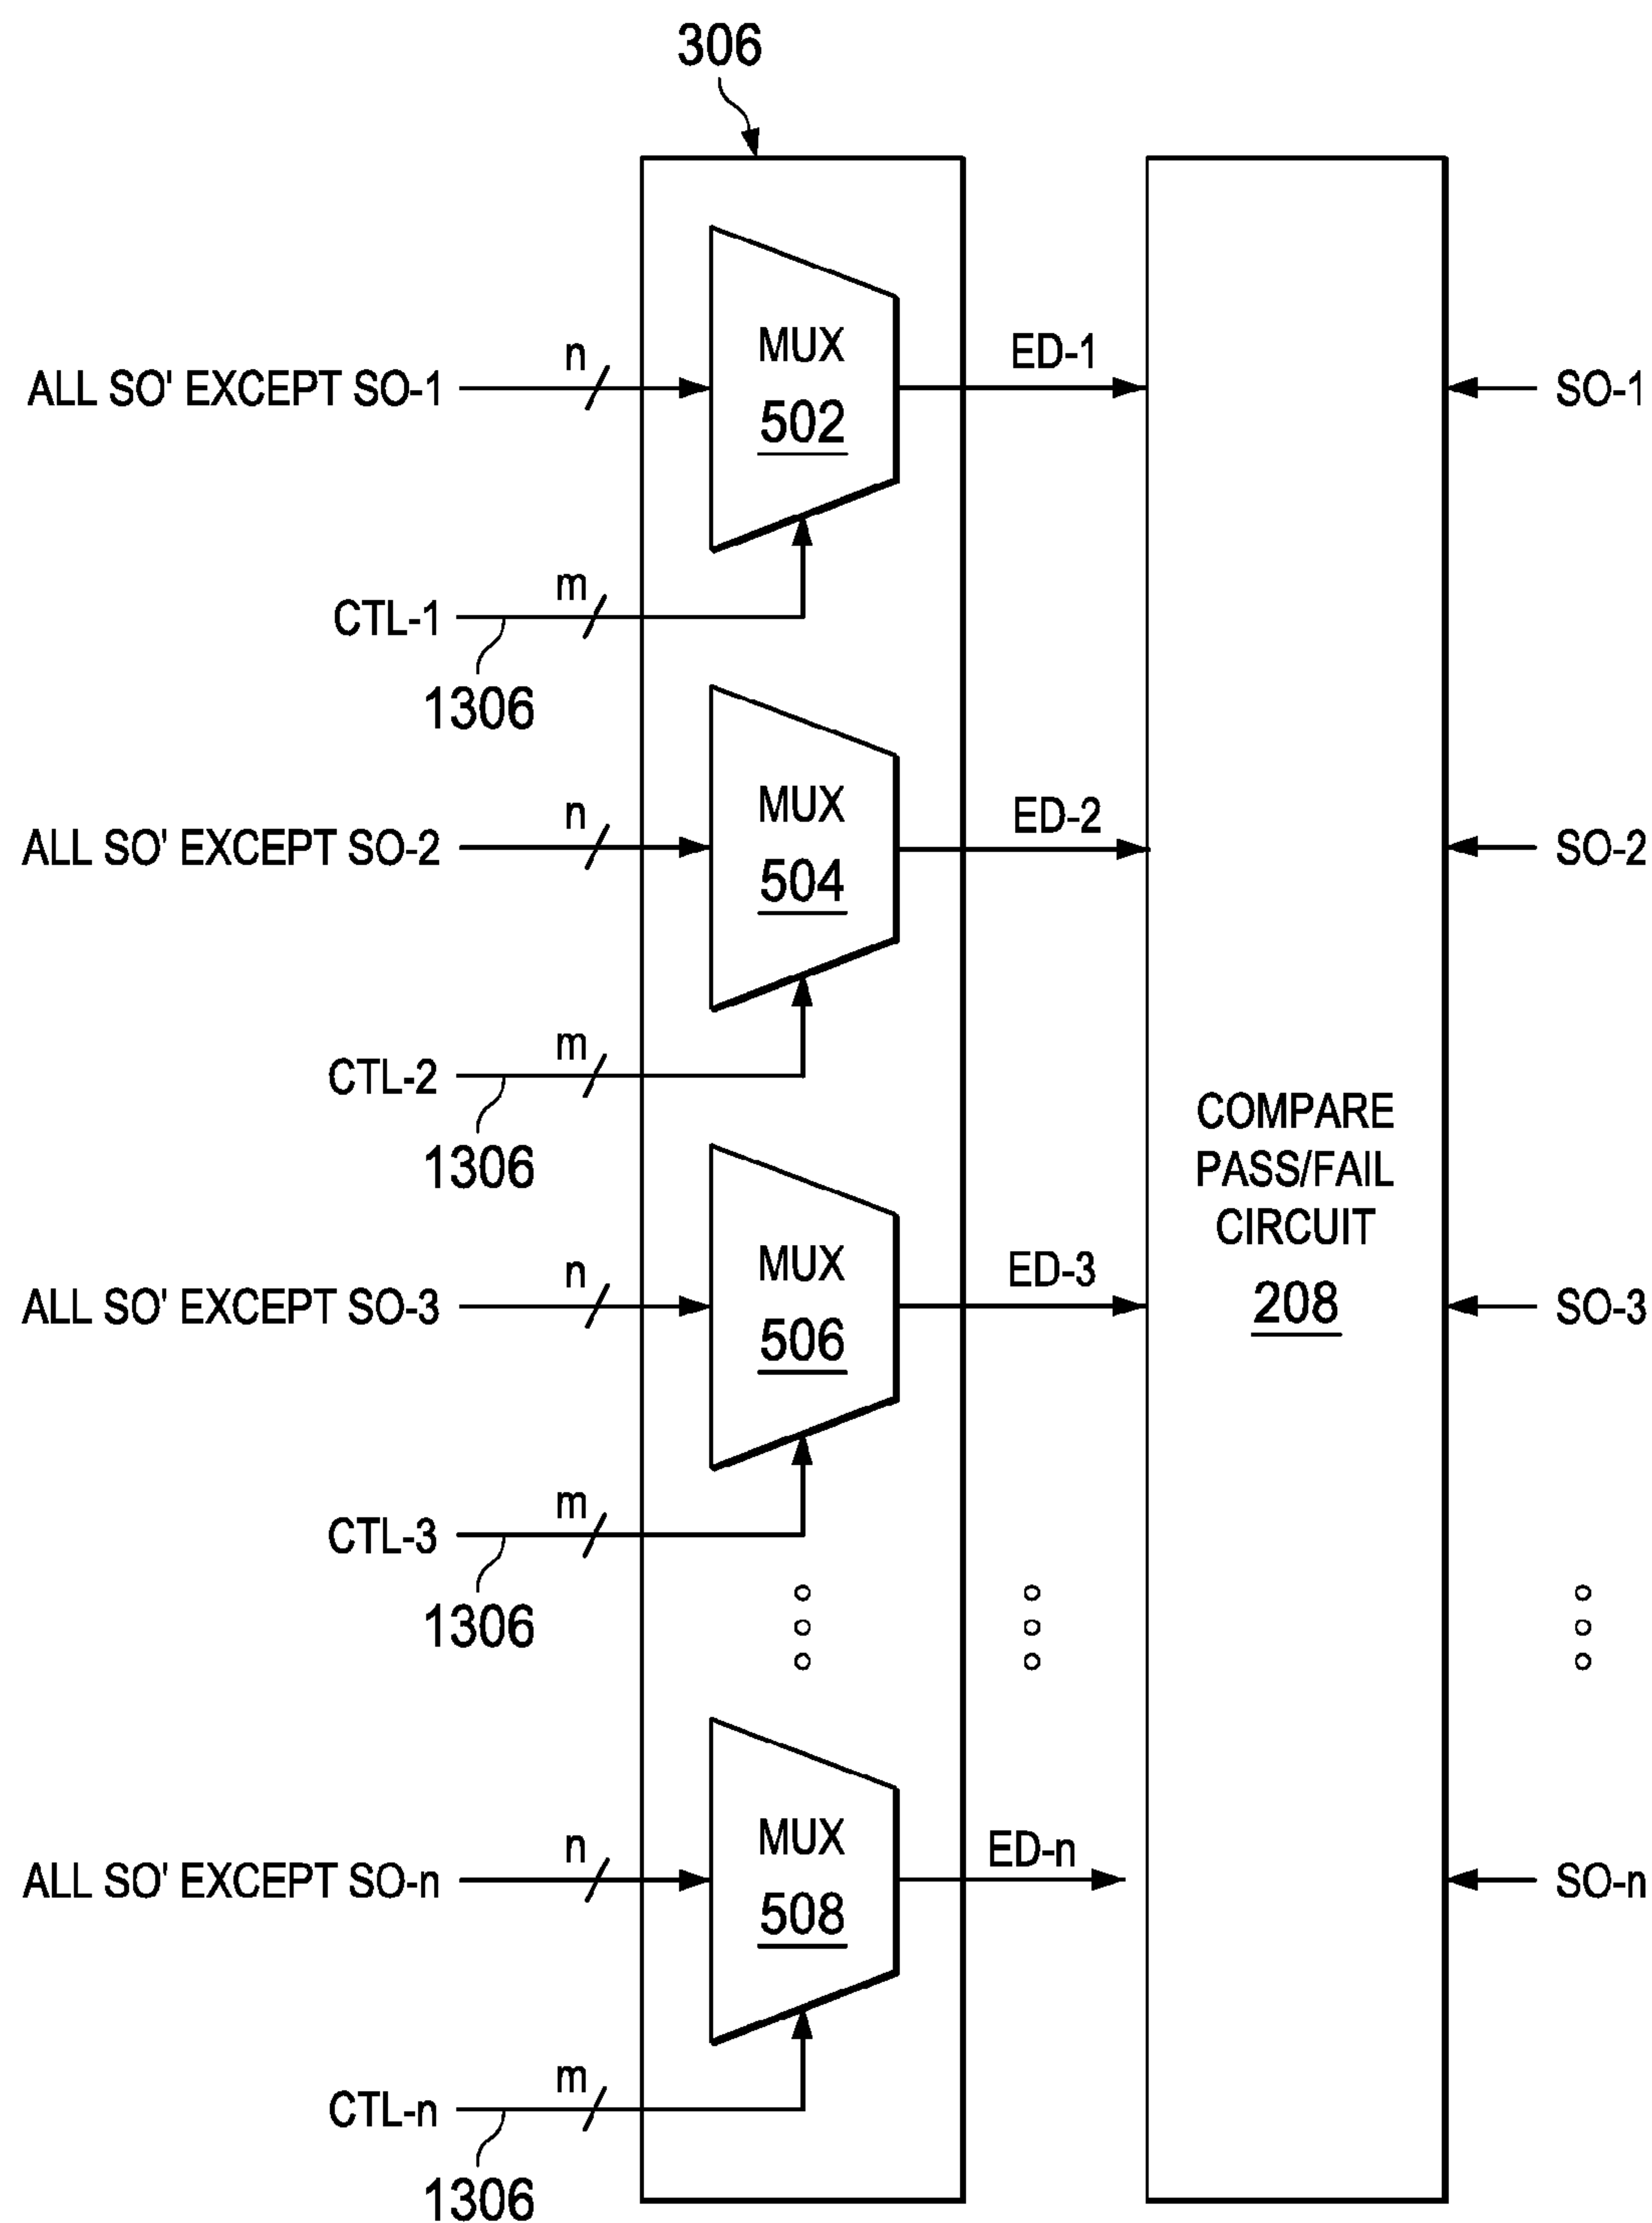 306
MUX
502
n
ED-1
ALL SO' EXCEPT SO-1
SO-1
m
CTL-1
1306
MUX
504
n
ED-2
ALL SO' EXCEPT SO-2
SO-2
m
CTL-2
1306
COMPARE
PASS/FAIL
CIRCUIT
208
MUX
506
n
ED-3
ALL SO' EXCEPT SO-3
SO-3
m
CTL-3
1306
MUX
508
n
ED-n
ALL SO' EXCEPT SO-n
SO-n
m
CTL-n
1306